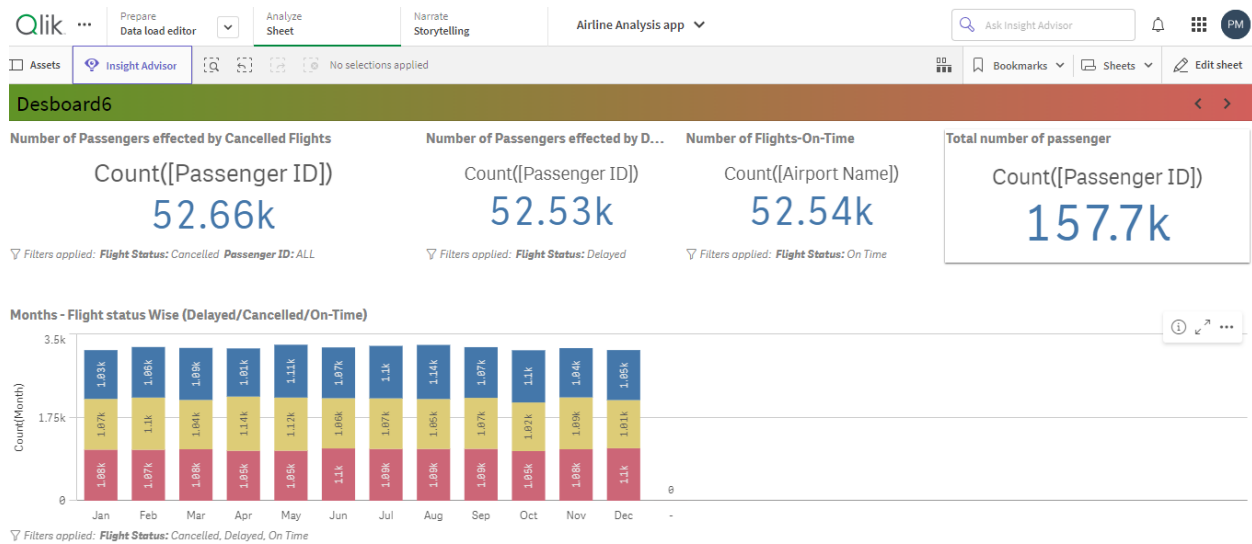 Qlik ... Prepare Analyze Narrate
Data load editor Sheet Storytelling Airline Analysis app Ask Insight Advisor PM
Assets Insight Advisor No selections applied Bookmarks Sheets Edit sheet
Desboard6
Number of Passengers effected by Cancelled Flights Number of Passengers effected by D... Number of Flights-On-Time Total number of passenger
Count([Passenger ID]) Count([Passenger ID]) Count([Airport Name]) Count([Passenger ID])
52.66k 52.53k 52.54k 157.7k
Filters applied: Flight Status: Cancelled Passenger ID: ALL Filters applied: Flight Status: Delayed Filters applied: Flight Status: On Time
Months - Flight status Wise (Delayed/Cancelled/On-Time)
Count(Month)
3.5k
1.75k
0
1.03k 1.06k 1.09k 1.01k 1.11k 1.07k 1.1k 1.14k 1.07k 1.1k 1.04k 1.05k
1.07k 1.1k 1.04k 1.14k 1.12k 1.06k 1.07k 1.05k 1.07k 1.02k 1.09k 1.01k
1.08k 1.07k 1.08k 1.05k 1.05k 1.1k 1.09k 1.09k 1.09k 1.05k 1.08k 1.1k 0
Jan Feb Mar Apr May Jun Jul Aug Sep Oct Nov Dec -
Filters applied: Flight Status: Cancelled, Delayed, On Time